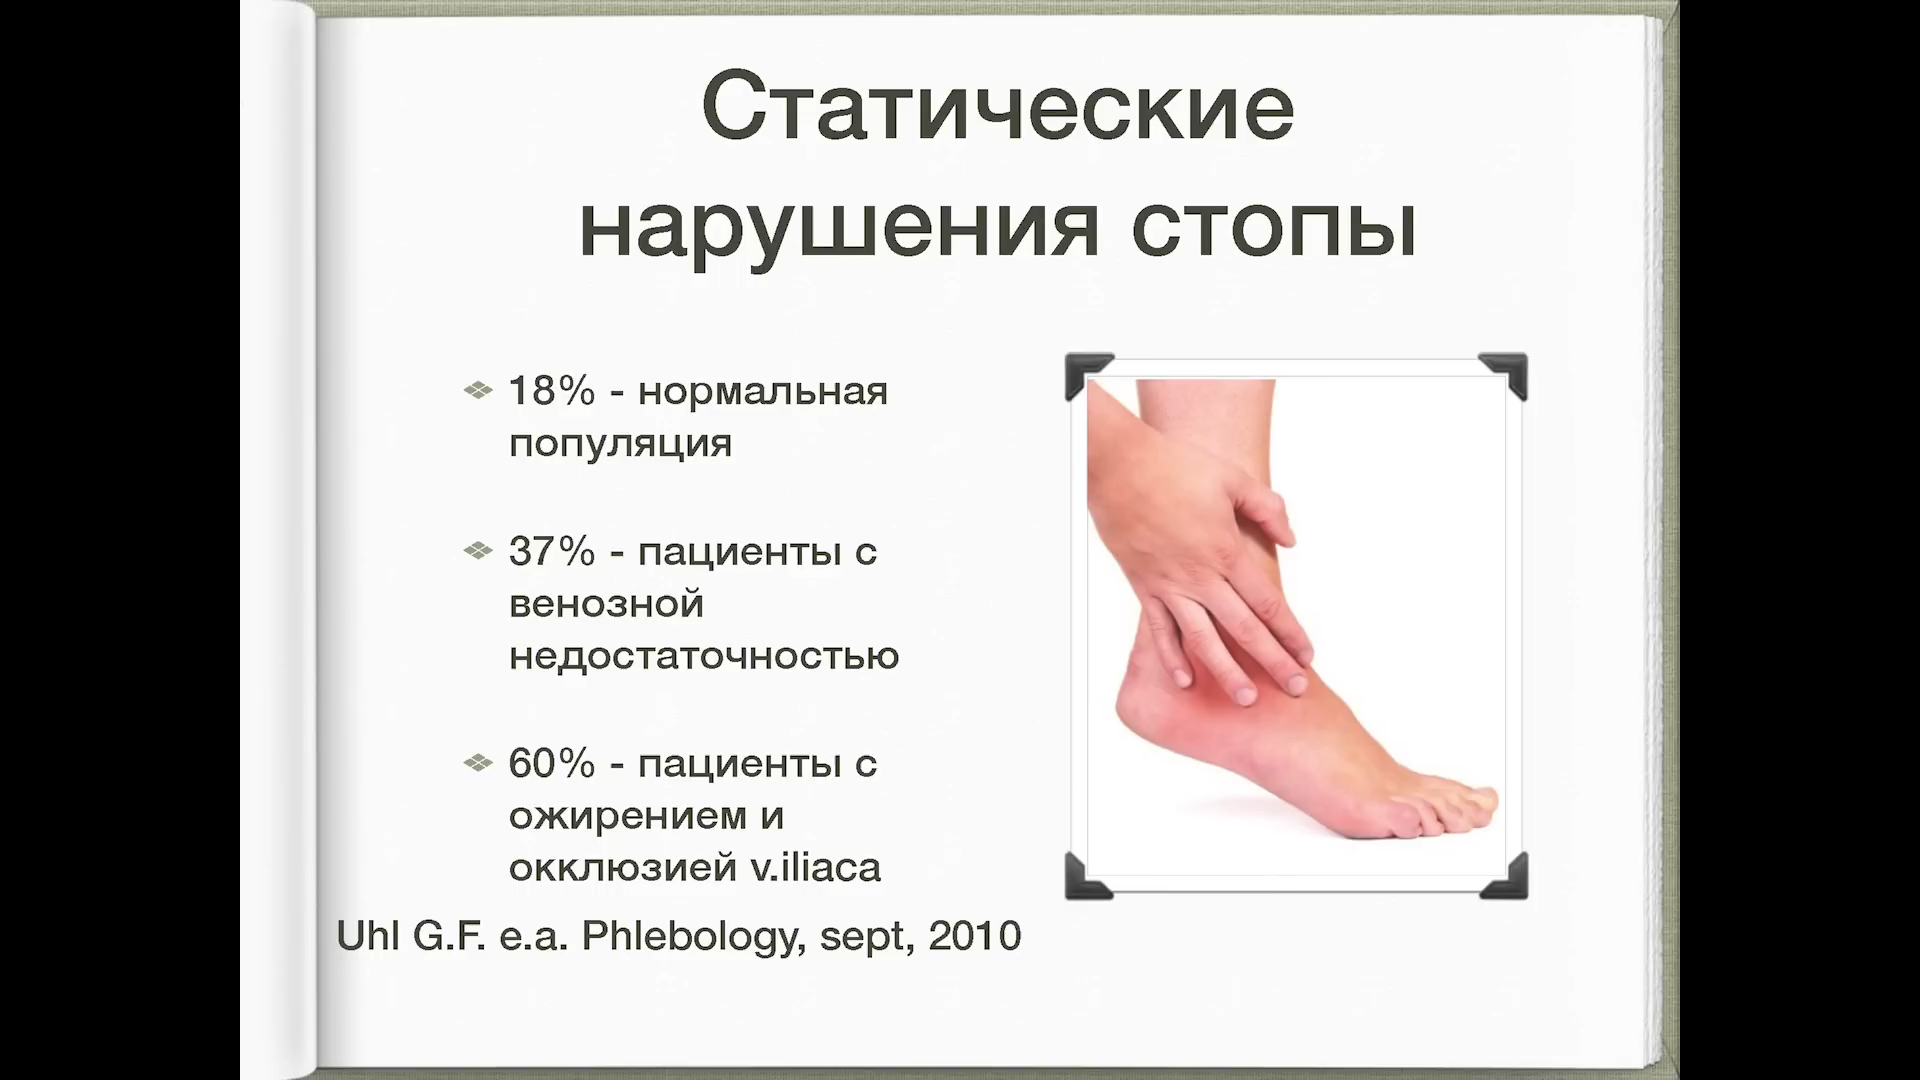 Статические
нарушения стопы
18% - нормальная
популяция
37% - пациенты с
венозной
недостаточностью
60% - пациенты с
ожирением и
окклюзией v.iliaca
Uhl G.F. e.a. Phlebology, sept, 2010